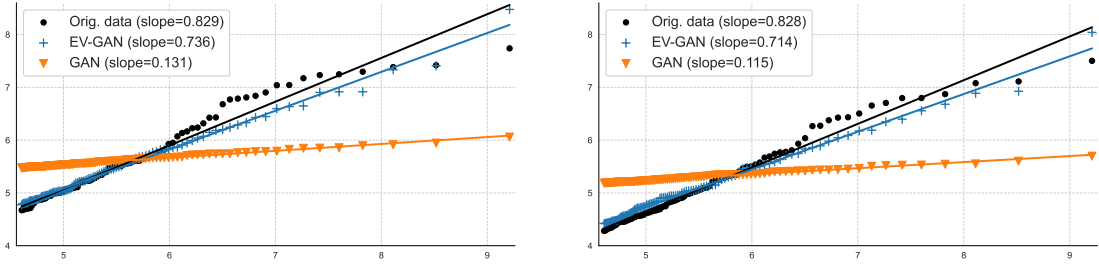 Orig. data (slope=0.829)
EV-GAN (slope=0.736)
GAN (slope=0.131)
8
7
6
5
4
5 6 7 8 9
Orig. data (slope=0.828)
EV-GAN (slope=0.714)
GAN (slope=0.115)
8
7
6
5
4
5 6 7 8 9